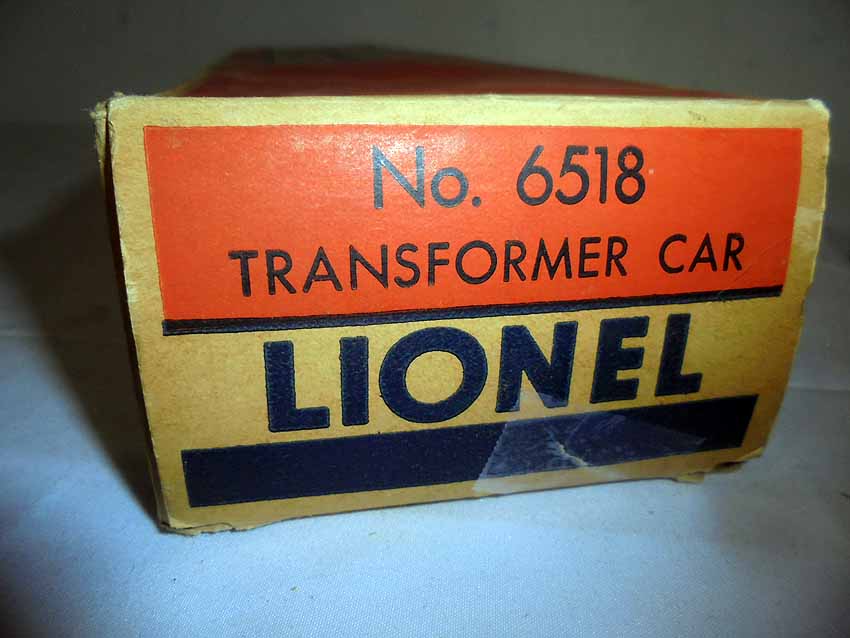 No. 6518
TRANSFORMER CAR
LIONEL